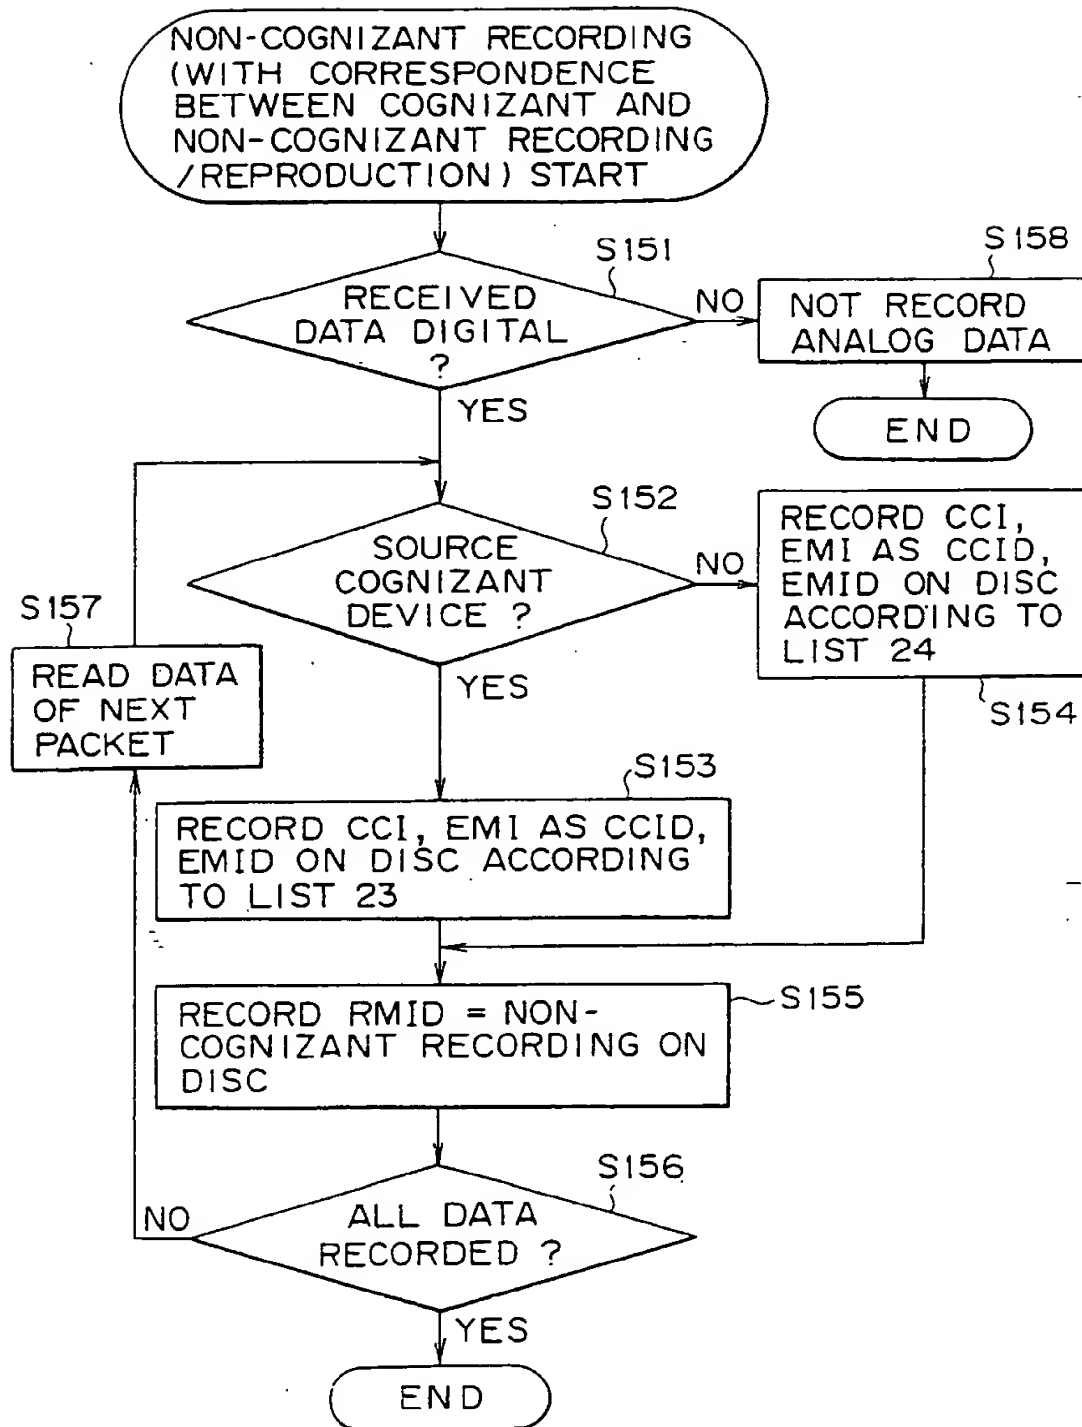 NON-COGNIZANT RECORDING
(WITH CORRESPONDENCE
BETWEEN COGNIZANT AND
NON-COGNIZANT RECORDING
/REPRODUCTION) START
S151
RECEIVED
DATA DIGITAL
?
NO
S158
NOT RECORD
ANALOG DATA
END
YES
S152
SOURCE
COGNIZANT
DEVICE ?
NO
RECORD CCI,
EMI AS CCID,
EMID ON DISC
ACCORDING TO
LIST 24
S154
S157
READ DATA
OF NEXT
PACKET
YES
S153
RECORD CCI, EMI AS CCID,
EMID ON DISC ACCORDING
TO LIST 23
S155
RECORD RMID = NON-
COGNIZANT RECORDING ON
DISC
S156
ALL DATA
RECORDED ?
NO
YES
END